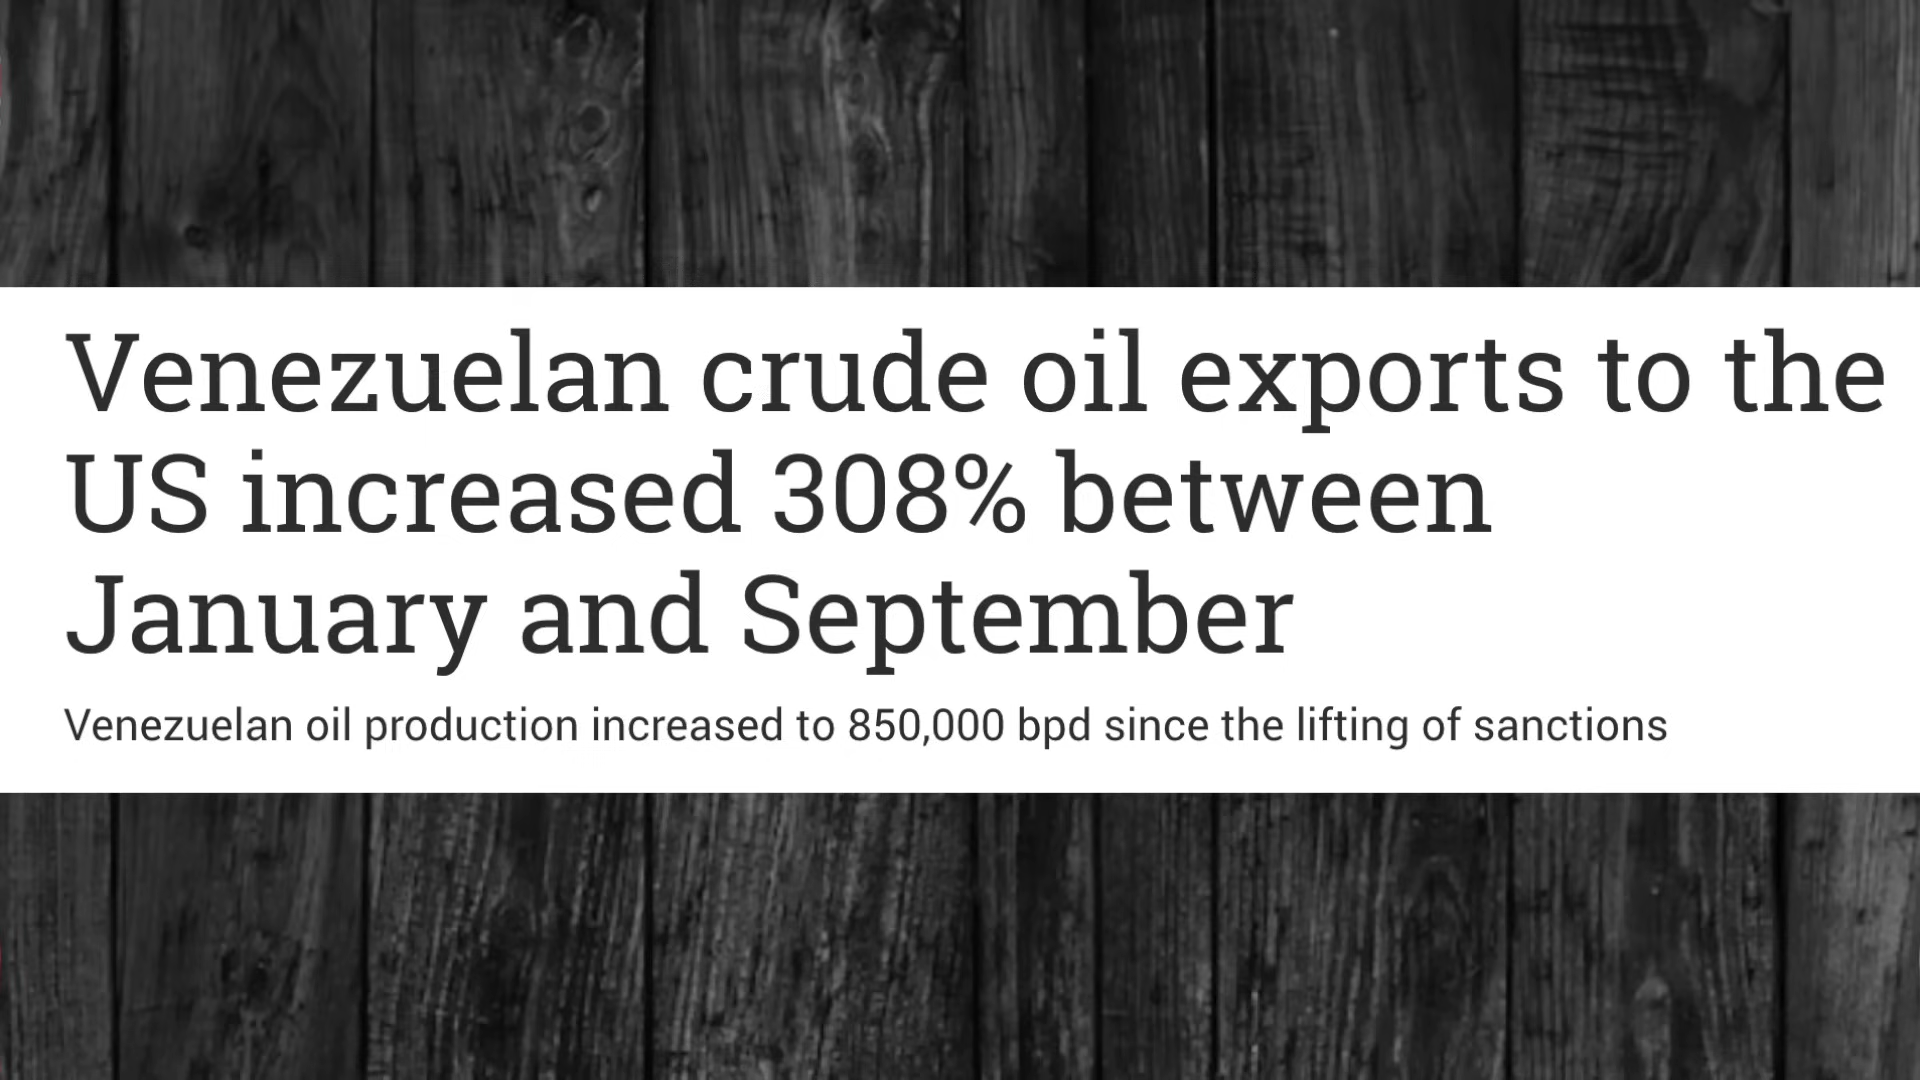 Venezuelan crude oil exports to the
US increased 308% between
January and September
Venezuelan oil production increased to 850,000 bpd since the lifting of sanctions